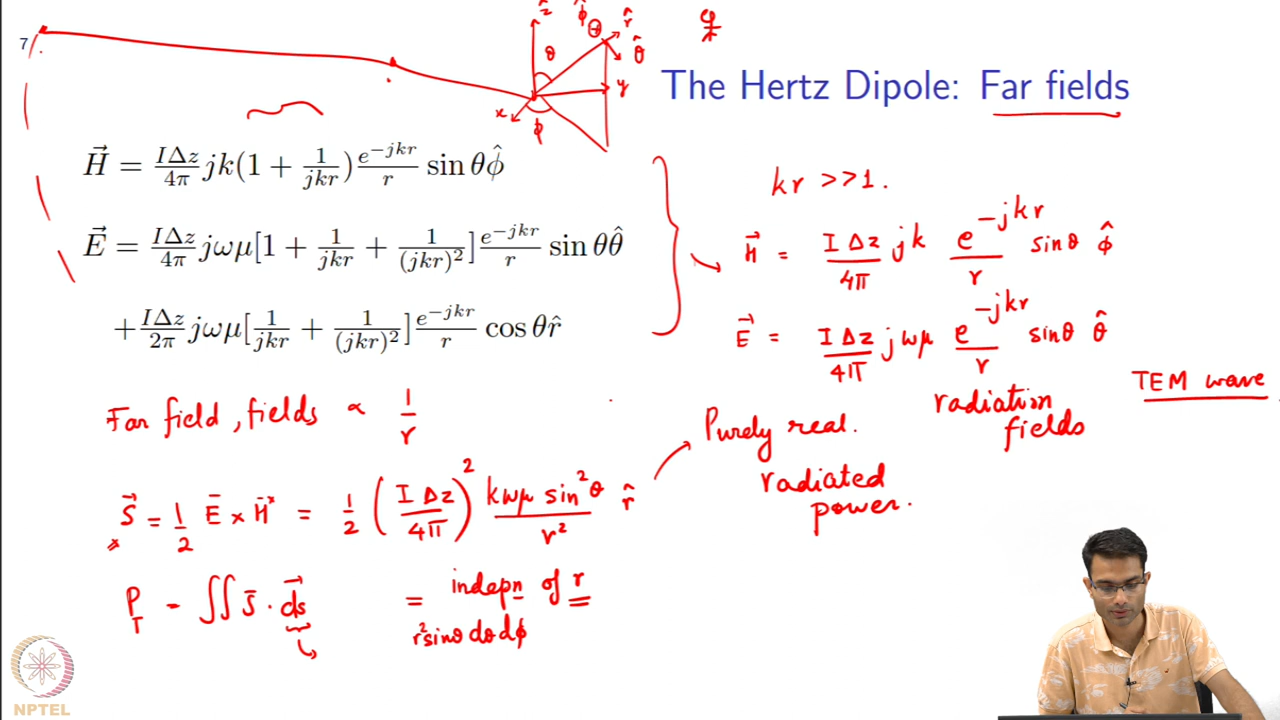 7
ẑ
θ
φ̂
r̂
θ̂
y
x
φ
The Hertz Dipole: Far fields
H⃗ = IΔz/4π jk(1 + 1/jkr) e^{-jkr}/r sin θ φ̂
E⃗ = IΔz/4π jωμ[1 + 1/jkr + 1/(jkr)^2] e^{-jkr}/r sin θ θ̂
+ IΔz/2π jωμ[1/jkr + 1/(jkr)^2] e^{-jkr}/r cos θ r̂
kr >>1.
H⃗ = IΔz/4π jk e^{-jkr}/r sinθ φ̂
E⃗ = IΔz/4π jωμ e^{-jkr}/r sinθ θ̂
TEM wave
radiation
fields
Far field, fields ∝ 1/r
Purely real.
radiated
power.
S⃗ = 1/2 E̅ × H̅* = 1/2 (IΔz/4π)^2 kωμ sin^2θ/r^2 r̂
P_T = ∬ S̅ · ds⃗ = indepn of r
r^2 sinθ dθ dφ
NPTEL